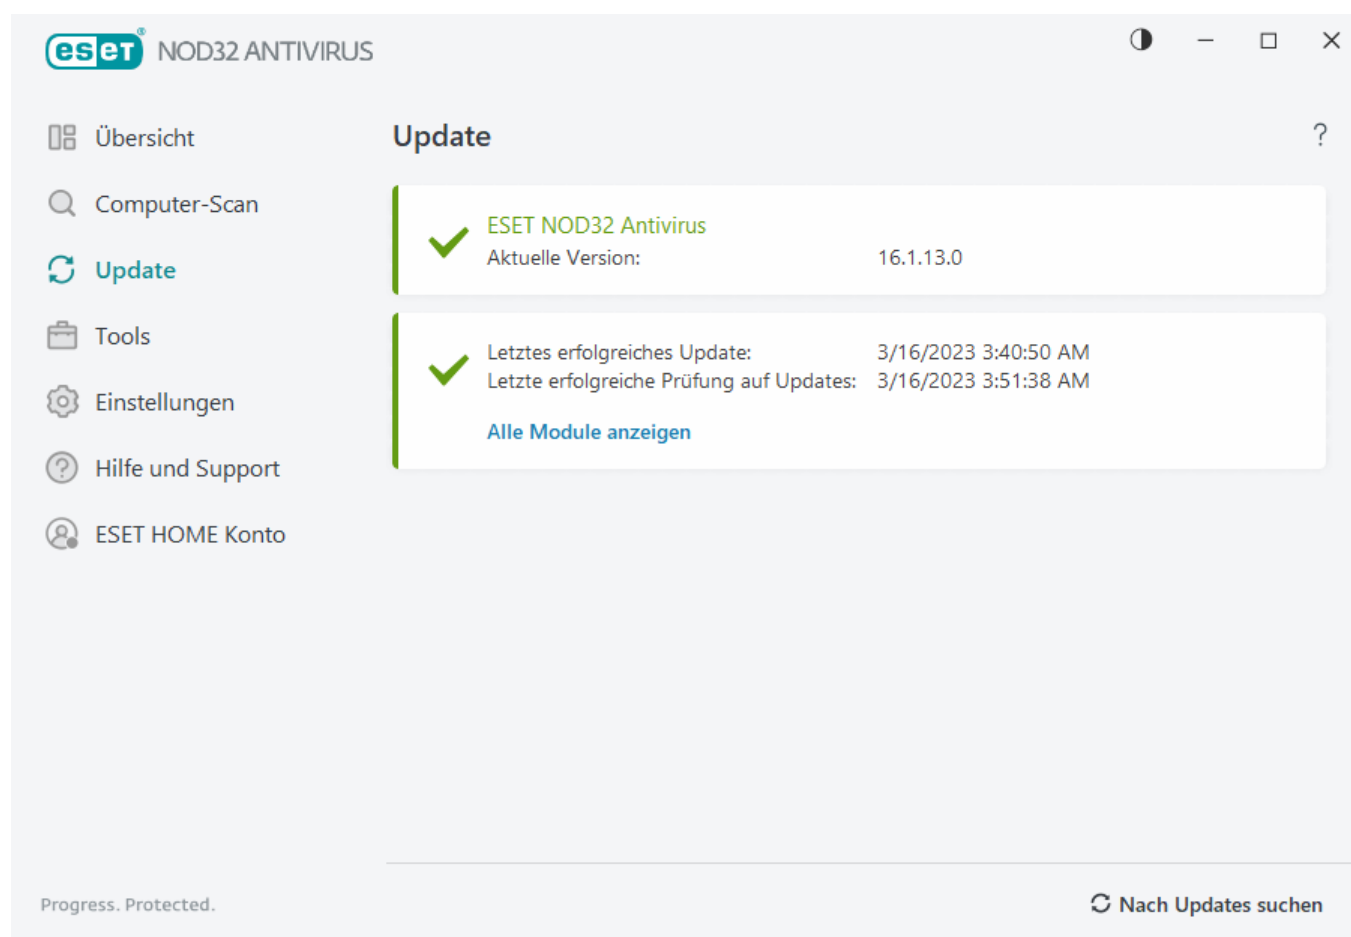 eset® NOD32 ANTIVIRUS
Übersicht
Computer-Scan
Update
Tools
Einstellungen
Hilfe und Support
ESET HOME Konto
Progress. Protected.
Update
?
ESET NOD32 Antivirus
Aktuelle Version: 16.1.13.0
Letztes erfolgreiches Update: 3/16/2023 3:40:50 AM
Letzte erfolgreiche Prüfung auf Updates: 3/16/2023 3:51:38 AM
Alle Module anzeigen
Nach Updates suchen